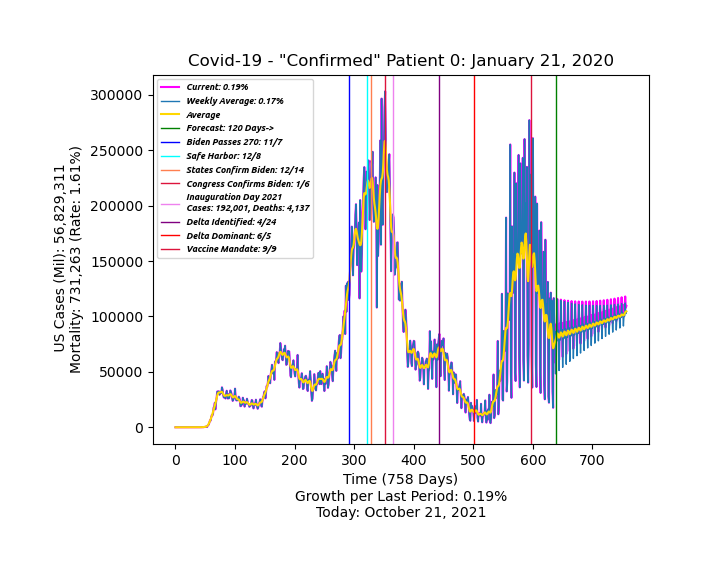 Covid-19 - "Confirmed" Patient 0: January 21, 2020
US Cases (Mil): 56,829,311
Mortality: 731,263 (Rate: 1.61%)
300000
250000
200000
150000
100000
50000
0
Current: 0.19%
Weekly Average: 0.17%
Average
Forecast: 120 Days->
Biden Passes 270: 11/7
Safe Harbor: 12/8
States Confirm Biden: 12/14
Congress Confirms Biden: 1/6
Inauguration Day 2021
Cases: 192,001, Deaths: 4,137
Delta Identified: 4/24
Delta Dominant: 6/5
Vaccine Mandate: 9/9
0 100 200 300 400 500 600 700
Time (758 Days)
Growth per Last Period: 0.19%
Today: October 21, 2021